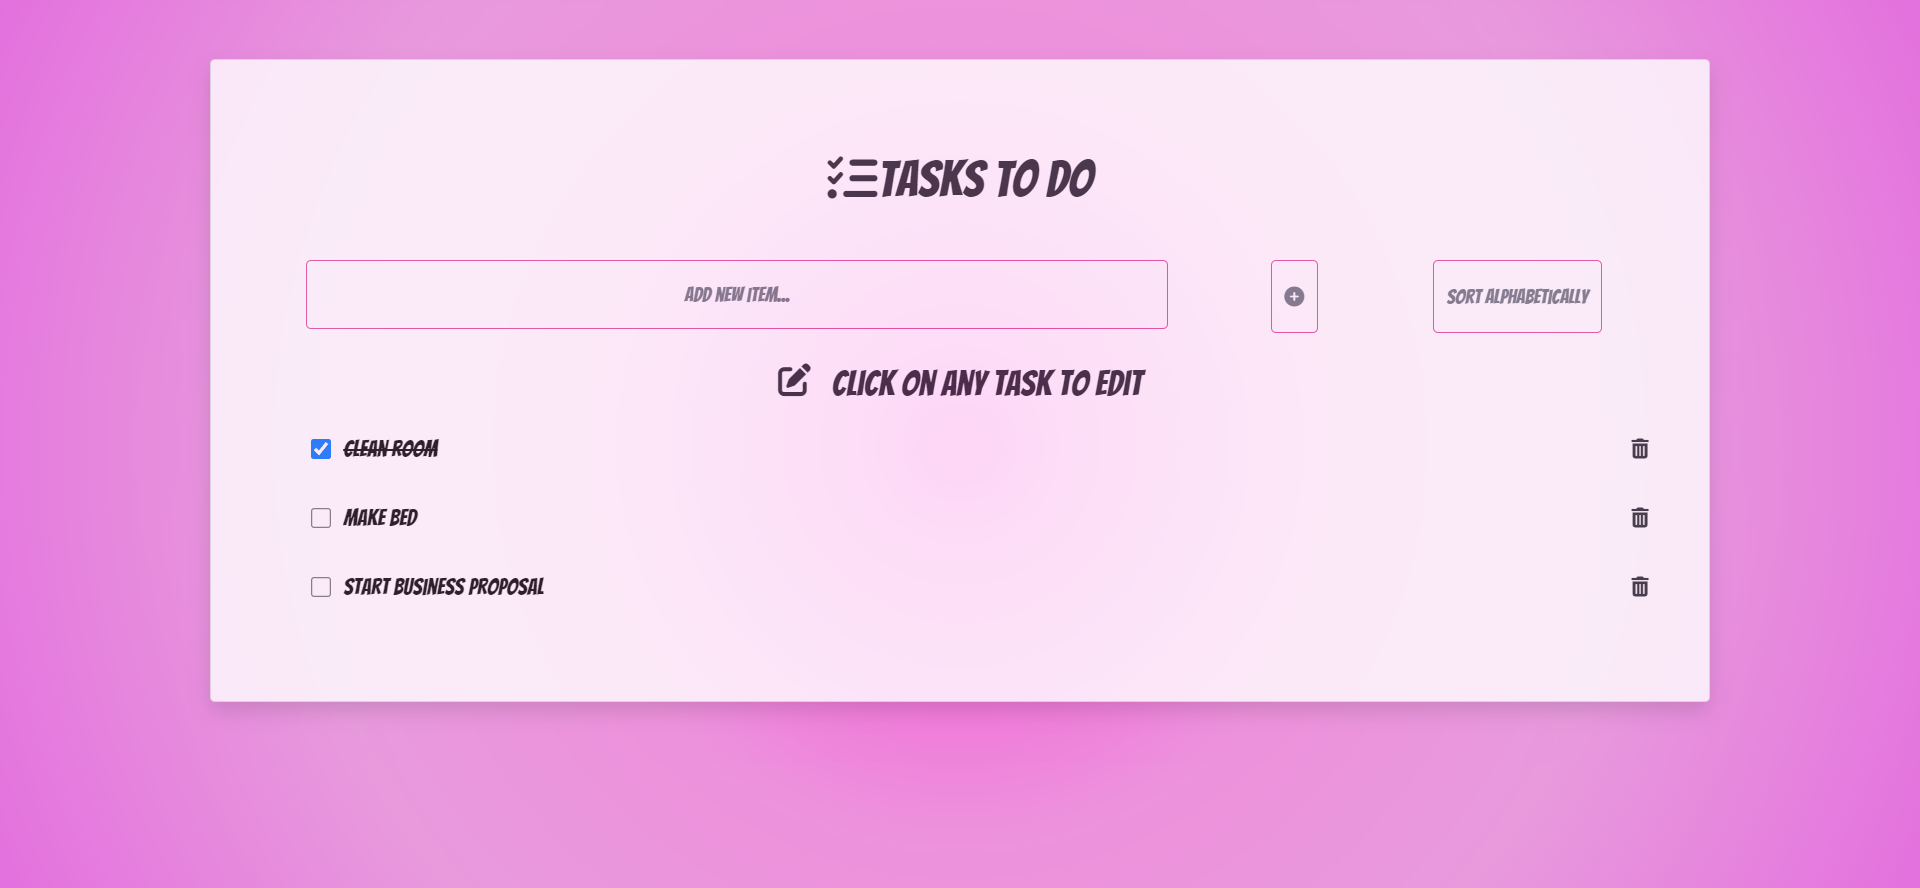 TASKS TO DO
ADD NEW ITEM...
SORT ALPHABETICALLY
CLICK ON ANY TASK TO EDIT
CLEAN ROOM
MAKE BED
START BUSINESS PROPOSAL